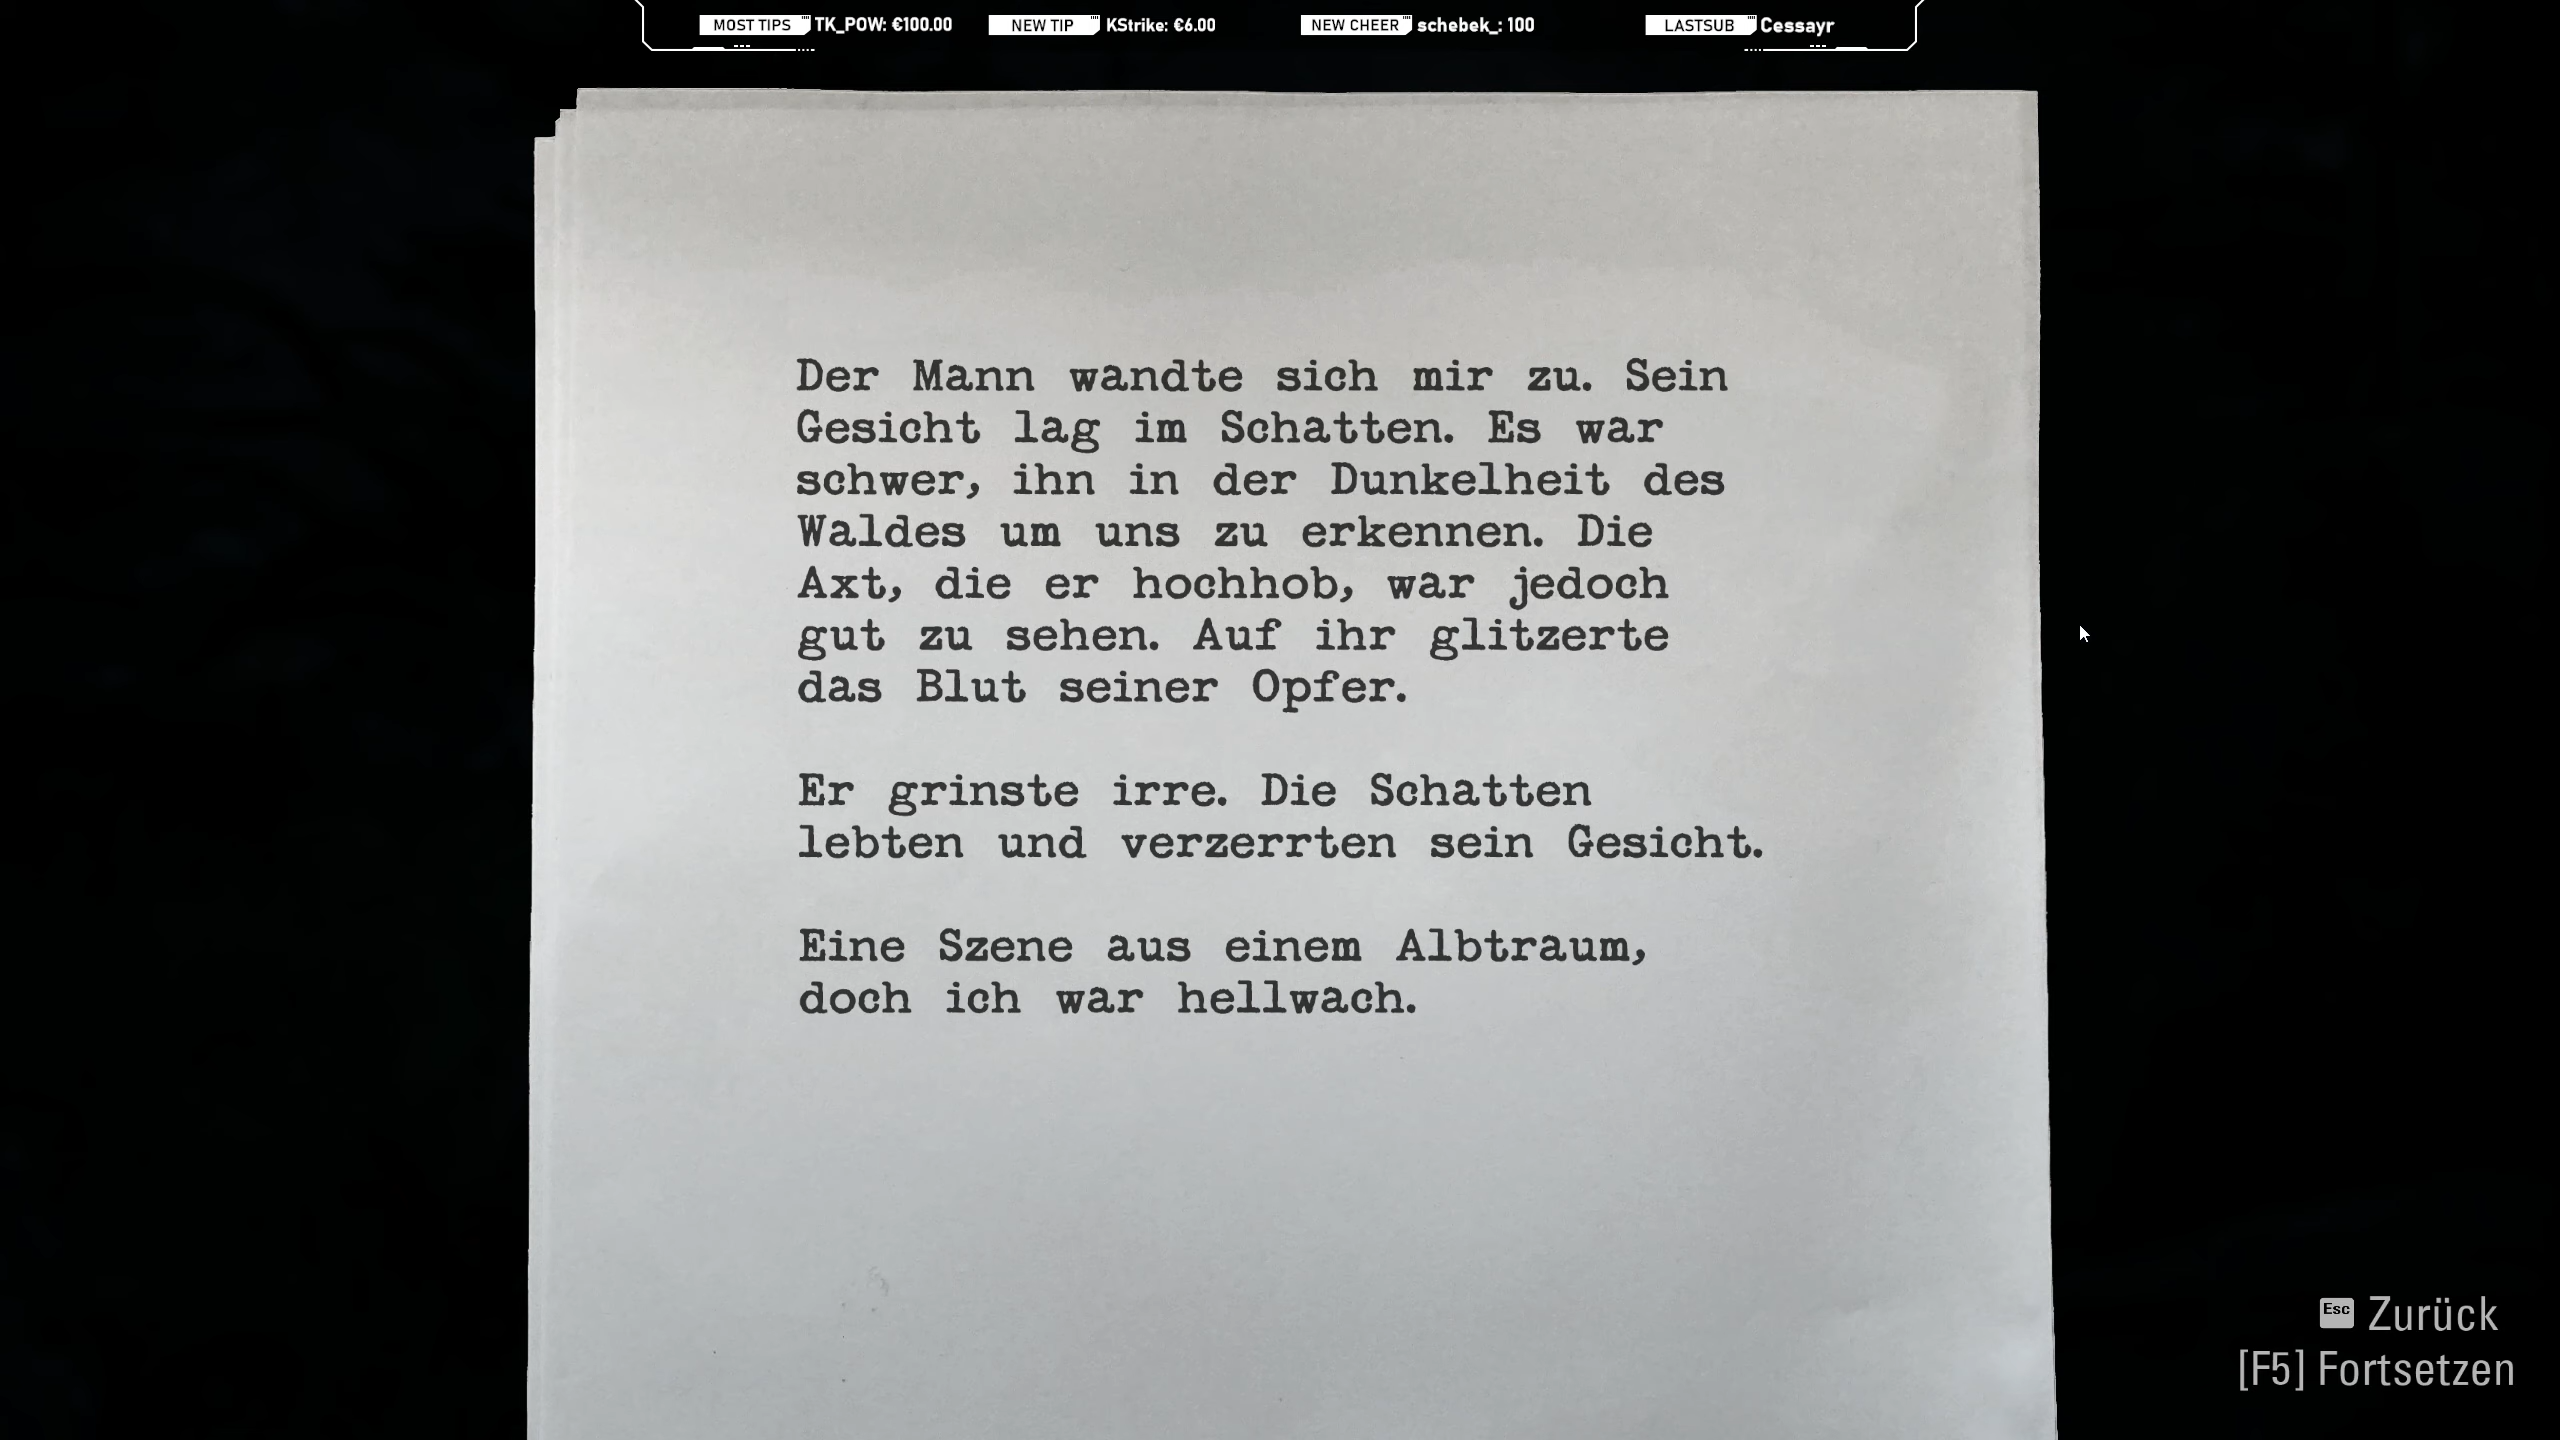 MOST TIPS TK_POW: €100.00 NEW TIP KStrike: €6.00 NEW CHEER schebek_: 100 LASTSUB Cessayr
Der Mann wandte sich mir zu. Sein
Gesicht lag im Schatten. Es war
schwer, ihn in der Dunkelheit des
Waldes um uns zu erkennen. Die
Axt, die er hochhob, war jedoch
gut zu sehen. Auf ihr glitzerte
das Blut seiner Opfer.
Er grinste irre. Die Schatten
lebten und verzerrten sein Gesicht.
Eine Szene aus einem Albtraum,
doch ich war hellwach.
Esc Zurück
[F5] Fortsetzen